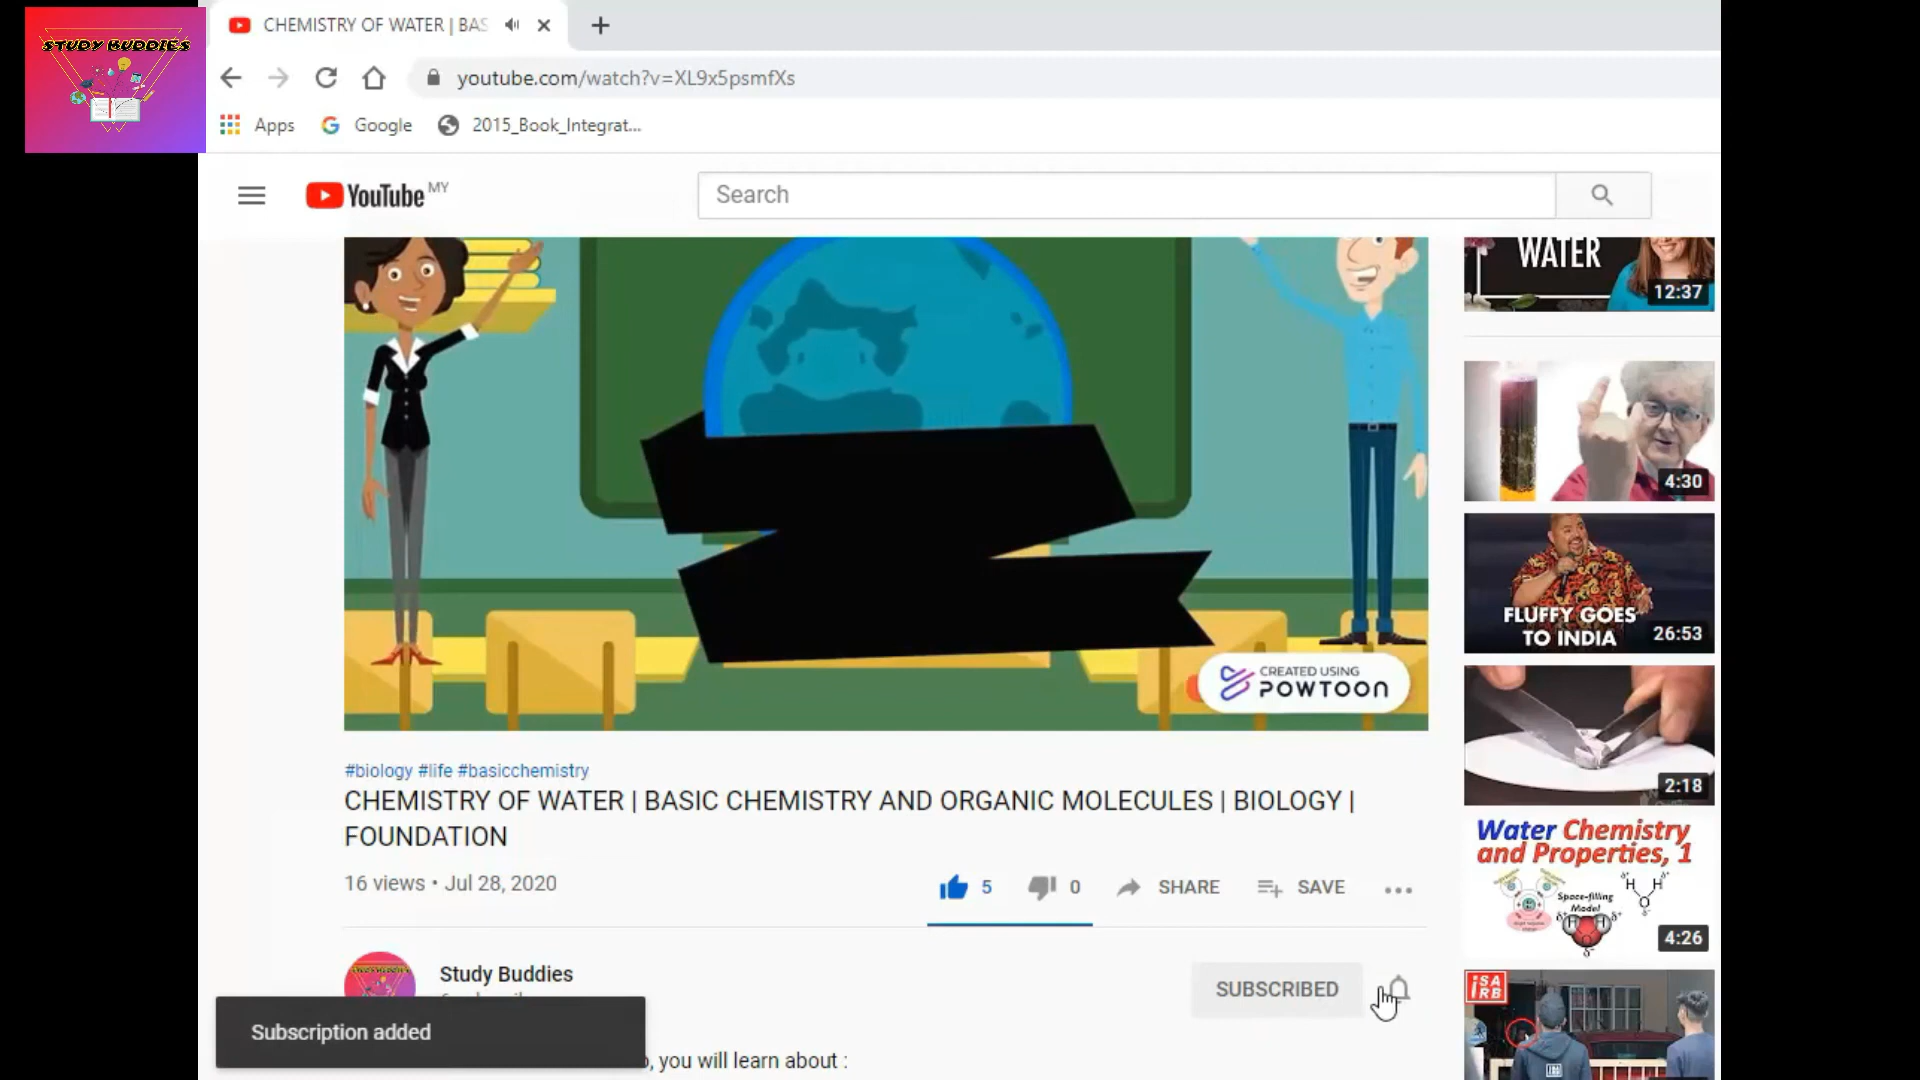 STUDY BUDDIES
CHEMISTRY OF WATER | BAS
youtube.com/watch?v=XL9x5psmfXs
Apps
Google
2015_Book_Integrat...
YouTube MY
Search
WATER
12:37
4:30
FLUFFY GOES
TO INDIA
26:53
2:18
CREATED USING
POWTOON
#biology #life #basicchemistry
CHEMISTRY OF WATER | BASIC CHEMISTRY AND ORGANIC MOLECULES | BIOLOGY |
FOUNDATION
16 views • Jul 28, 2020
5
0
SHARE
SAVE
Water Chemistry
and Properties, 1
Space-filling
Model
4:26
Study Buddies
SUBSCRIBED
Subscription added
, you will learn about :
iSA
RB